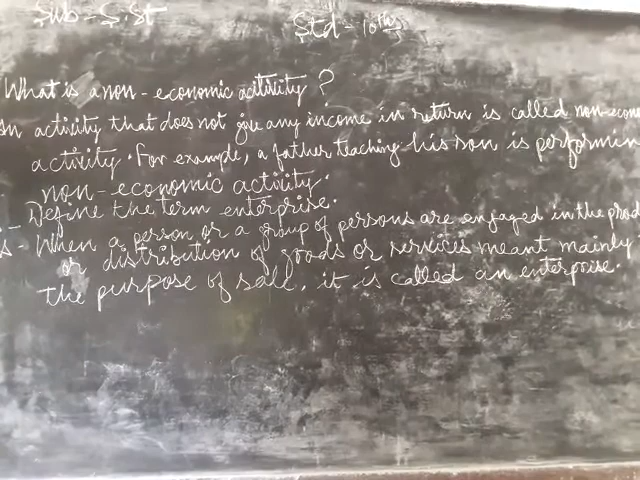 Sub - S.St
Std - 10th
What is a non-economic activity ?
An activity that does not give any income in return is called non-econo
activity. For example, a father teaching his son is performin
non-economic activity.
- Define the term enterprise.
s - When a person or a group of persons are engaged in the prod
or distribution of goods or services meant mainly
the purpose of sale, it is called an enterprise.